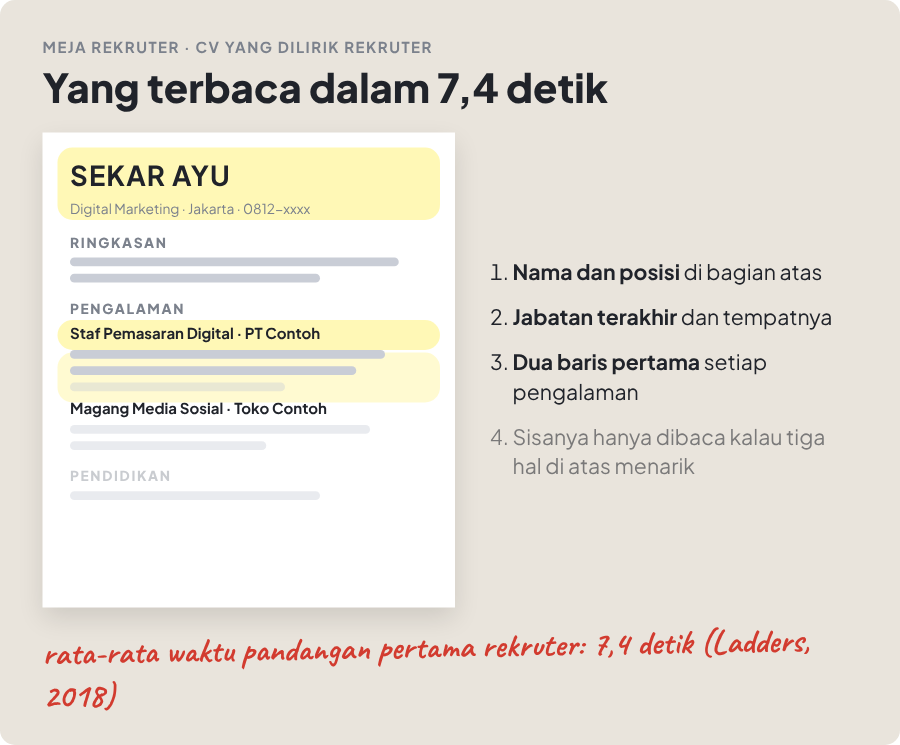 MEJA REKRUTER · CV YANG DILIRIK REKRUTER
Yang terbaca dalam 7,4 detik
SEKAR AYU
Digital Marketing · Jakarta · 0812–xxxx
RINGKASAN
PENGALAMAN
Staf Pemasaran Digital · PT Contoh
Magang Media Sosial · Toko Contoh
PENDIDIKAN
1. Nama dan posisi di bagian atas
2. Jabatan terakhir dan tempatnya
3. Dua baris pertama setiap
pengalaman
4. Sisanya hanya dibaca kalau tiga
hal di atas menarik
rata-rata waktu pandangan pertama rekruter: 7,4 detik (Ladders,
2018)